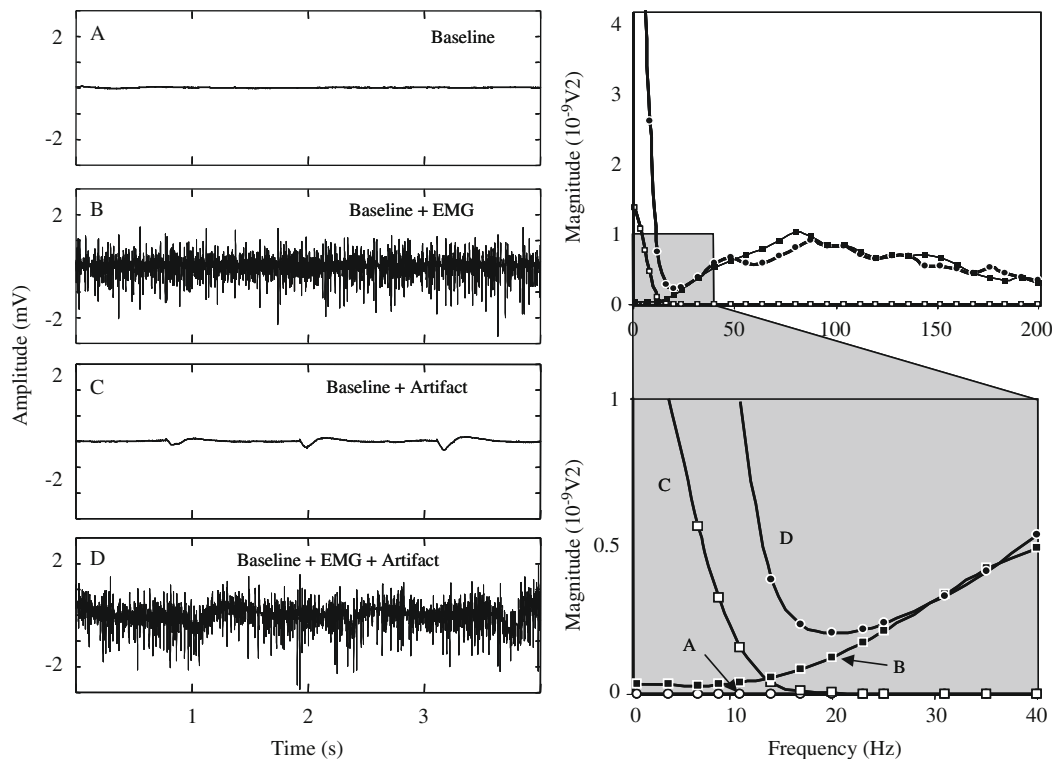 Amplitude (mV)
A
Baseline
2
-2
B
Baseline + EMG
2
-2
C
Baseline + Artifact
2
-2
D
Baseline + EMG + Artifact
2
-2
1
2
3
Time (s)
Magnitude (10-9V2)
4
3
2
1
0
0
50
100
150
200
Magnitude (10-9V2)
1
0.5
0
C
D
A
B
0
10
20
30
40
Frequency (Hz)